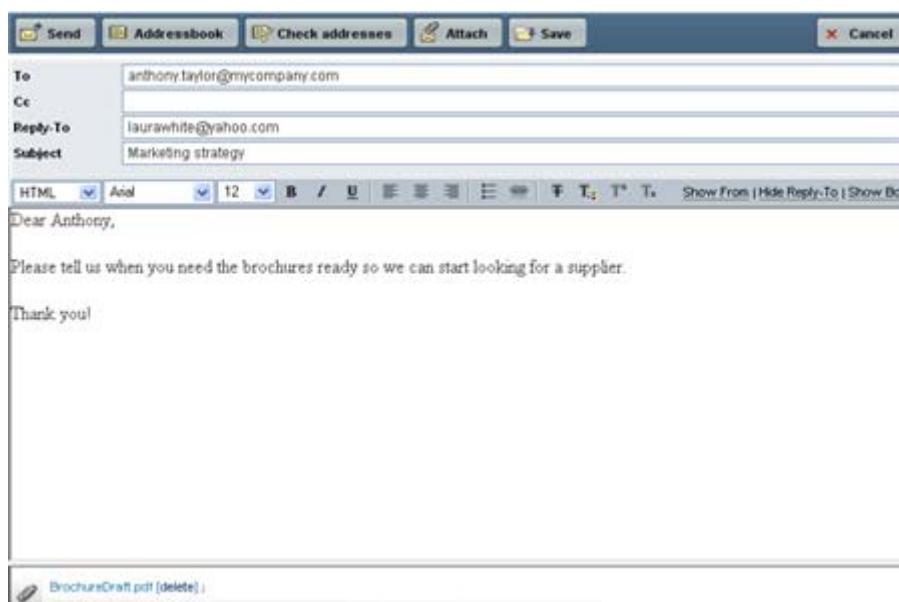 Send Addressbook Check addresses Attach Save Cancel
To anthony.taylor@mycompany.com
Cc
Reply-To laurawhite@yahoo.com
Subject Marketing strategy
HTML Arial 12 B I U T T: T* Tₓ Show From | Hide Reply-To | Show Bc
Dear Anthony,
Please tell us when you need the brochures ready so we can start looking for a supplier.
Thank you!
BrochureDraft.pdf [delete] ;